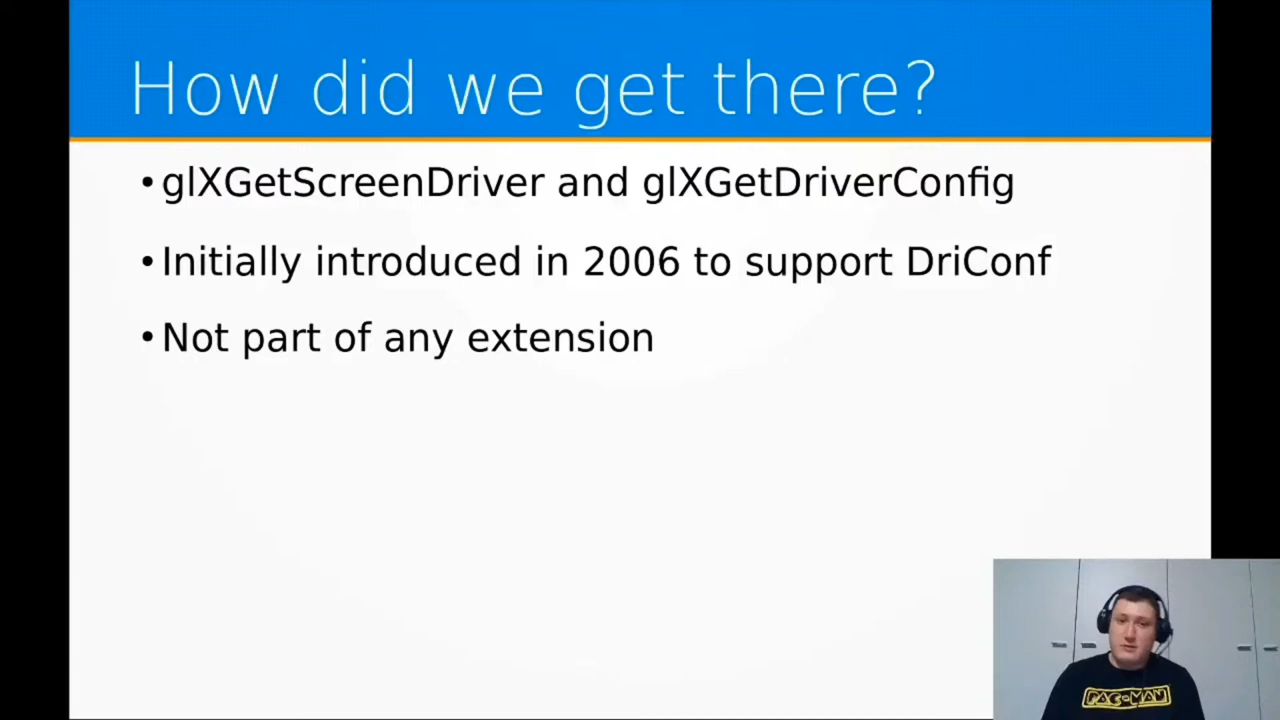 How did we get there?
•glXGetScreenDriver and glXGetDriverConfig
•Initially introduced in 2006 to support DriConf
•Not part of any extension
PAC-MAN